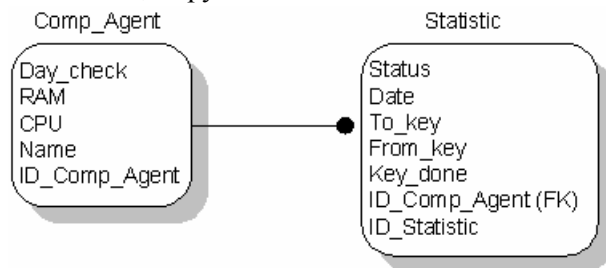 Comp_Agent
Day_check
RAM
CPU
Name
ID_Comp_Agent
Statistic
Status
Date
To_key
From_key
Key_done
ID_Comp_Agent (FK)
ID_Statistic